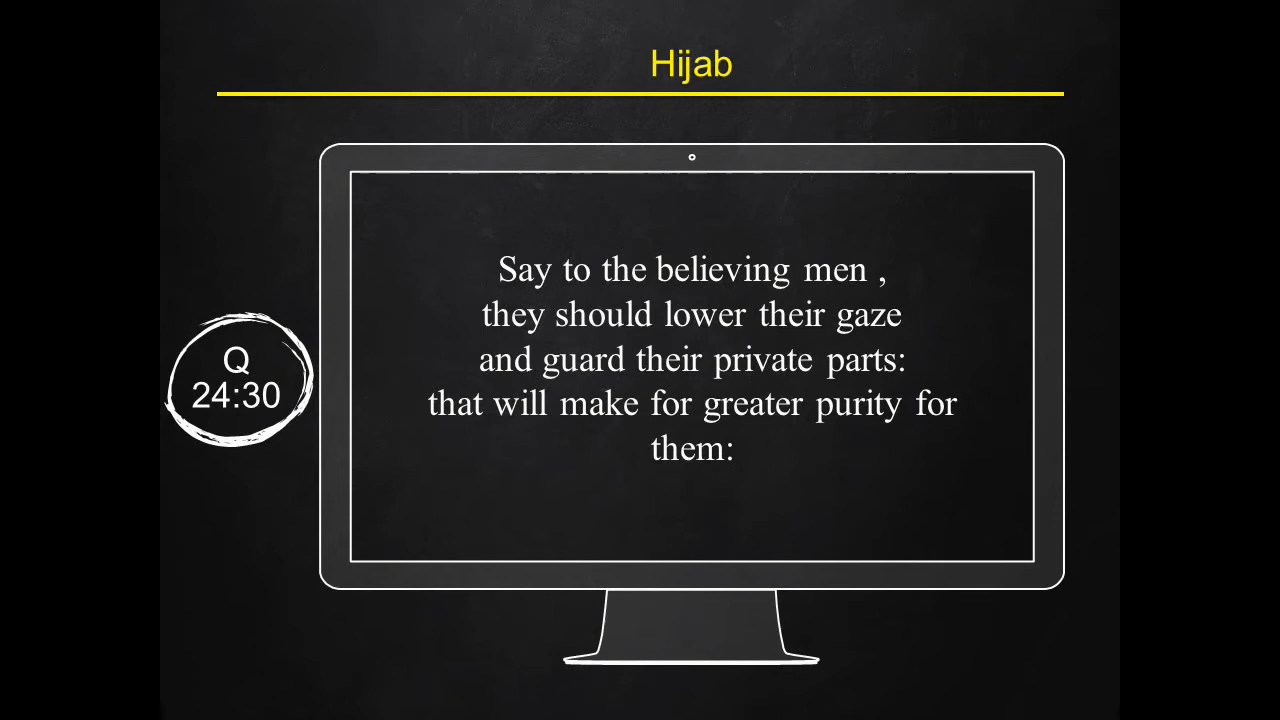 Hijab
Say to the believing men ,
they should lower their gaze
and guard their private parts:
that will make for greater purity for
them:
Q
24:30